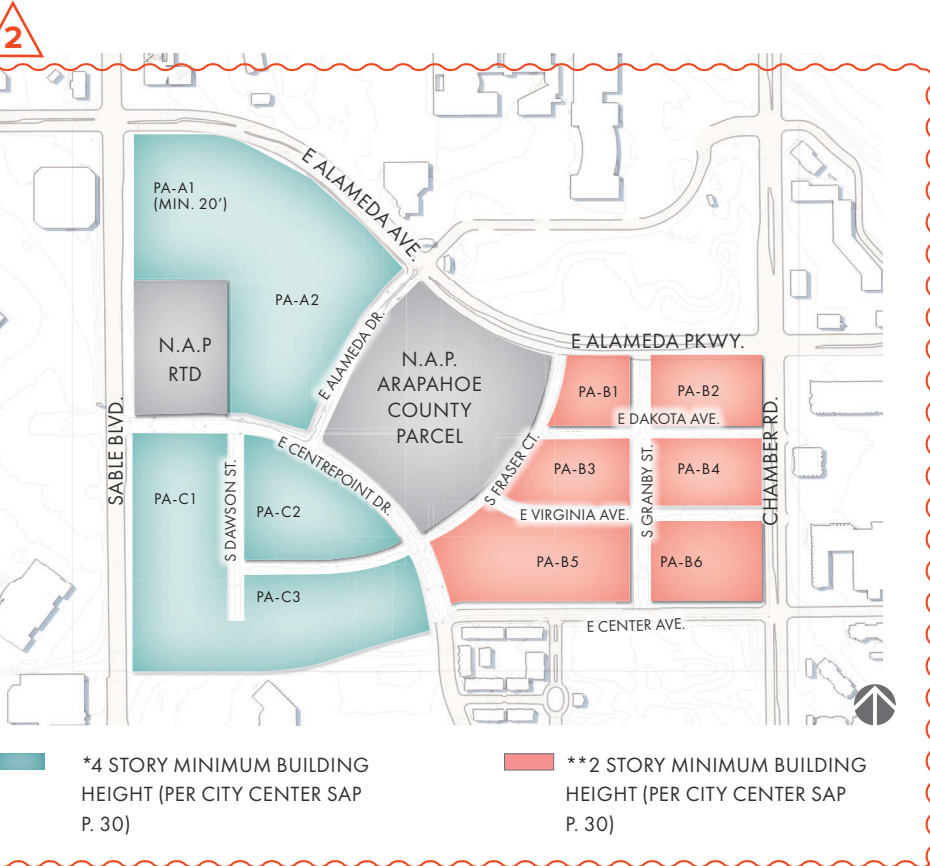 2
E ALAMEDA AVE.
PA-A1
(MIN. 20')
PA-A2
N.A.P
RTD
E ALAMEDA DR.
N.A.P.
ARAPAHOE
COUNTY
PARCEL
E ALAMEDA PKWY.
PA-B1
PA-B2
E DAKOTA AVE.
SABLE BLVD.
CHAMBER RD.
E CENTREPOINT DR.
S FRASER CT.
PA-B3
S GRANBY ST.
PA-B4
PA-C1
S DAWSON ST.
PA-C2
E VIRGINIA AVE.
PA-B5
PA-B6
PA-C3
E CENTER AVE.
*4 STORY MINIMUM BUILDING
HEIGHT (PER CITY CENTER SAP
P. 30)
**2 STORY MINIMUM BUILDING
HEIGHT (PER CITY CENTER SAP
P. 30)